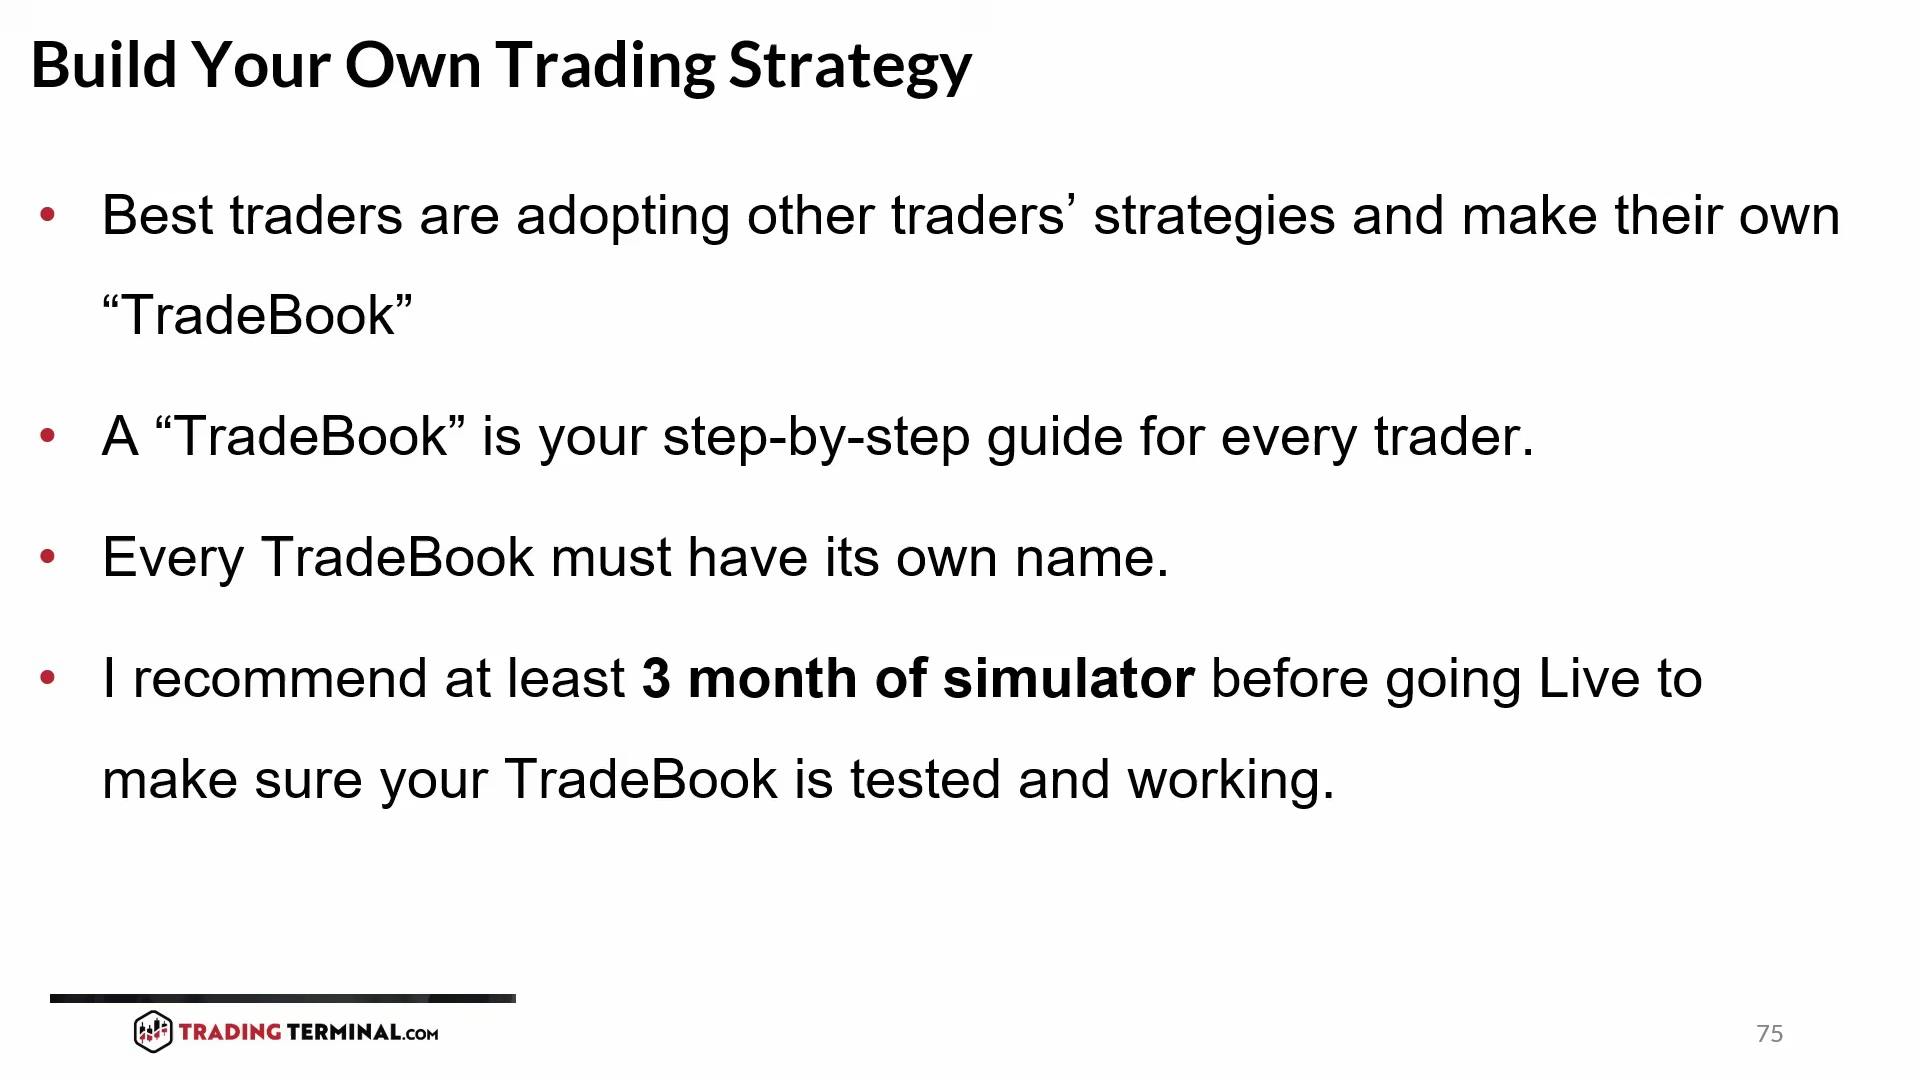 Build Your Own Trading Strategy
• Best traders are adopting other traders’ strategies and make their own
“TradeBook”
• A “TradeBook” is your step-by-step guide for every trader.
• Every TradeBook must have its own name.
• I recommend at least 3 month of simulator before going Live to
make sure your TradeBook is tested and working.
TRADING TERMINAL.COM
75